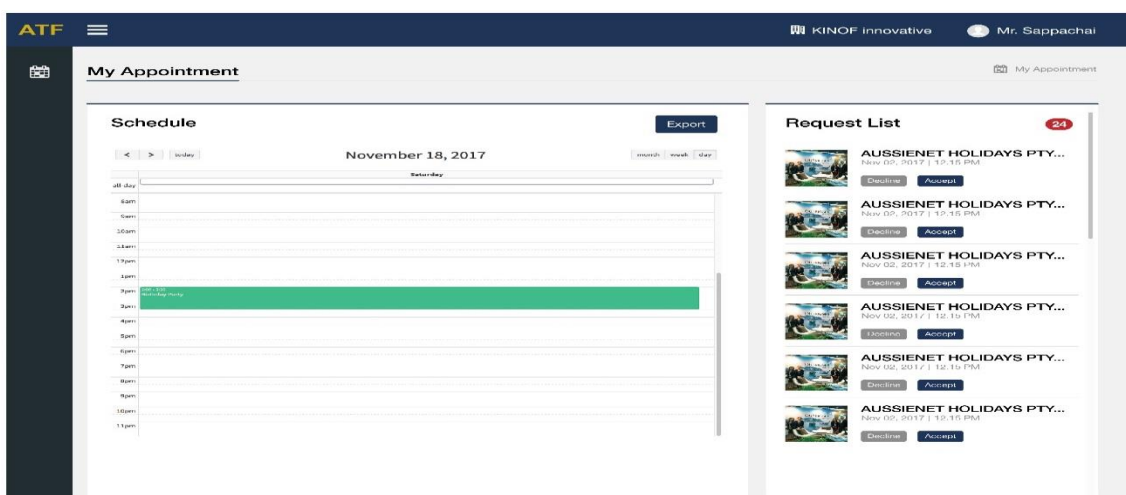 ATF
KINOF innovative
Mr. Sappachai
My Appointment
My Appointment
Schedule
Export
< > today
November 18, 2017
month week day
Saturday
all-day
8am
9am
10am
11am
12pm
1pm
2pm
3pm
4pm
5pm
6pm
7pm
8pm
9pm
10pm
11pm
Request List
24
AUSSIENET HOLIDAYS PTY...
Nov 02, 2017 | 12.15 PM
Decline Accept
AUSSIENET HOLIDAYS PTY...
Nov 02, 2017 | 12.15 PM
Decline Accept
AUSSIENET HOLIDAYS PTY...
Nov 02, 2017 | 12.15 PM
Decline Accept
AUSSIENET HOLIDAYS PTY...
Nov 02, 2017 | 12.15 PM
Decline Accept
AUSSIENET HOLIDAYS PTY...
Nov 02, 2017 | 12.15 PM
Decline Accept
AUSSIENET HOLIDAYS PTY...
Nov 02, 2017 | 12.15 PM
Decline Accept